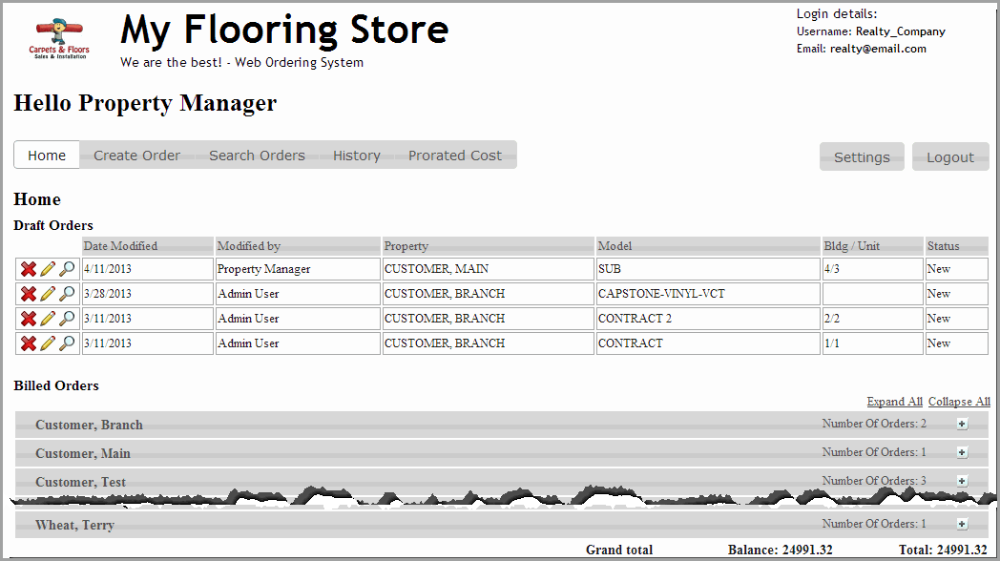 Carpets & Floors
Sales & Installation
My Flooring Store
We are the best! - Web Ordering System
Login details:
Username: Realty_Company
Email: realty@email.com
Hello Property Manager
Home Create Order Search Orders History Prorated Cost Settings Logout
Home
Draft Orders
Date Modified Modified by Property Model Bldg / Unit Status
4/11/2013 Property Manager CUSTOMER, MAIN SUB 4/3 New
3/28/2013 Admin User CUSTOMER, BRANCH CAPSTONE-VINYL-VCT New
3/11/2013 Admin User CUSTOMER, BRANCH CONTRACT 2 2/2 New
3/11/2013 Admin User CUSTOMER, BRANCH CONTRACT 1/1 New
Billed Orders
Expand All Collapse All
Customer, Branch Number Of Orders: 2
Customer, Main Number Of Orders: 1
Customer, Test Number Of Orders: 3
Wheat, Terry Number Of Orders: 1
Grand total Balance: 24991.32 Total: 24991.32